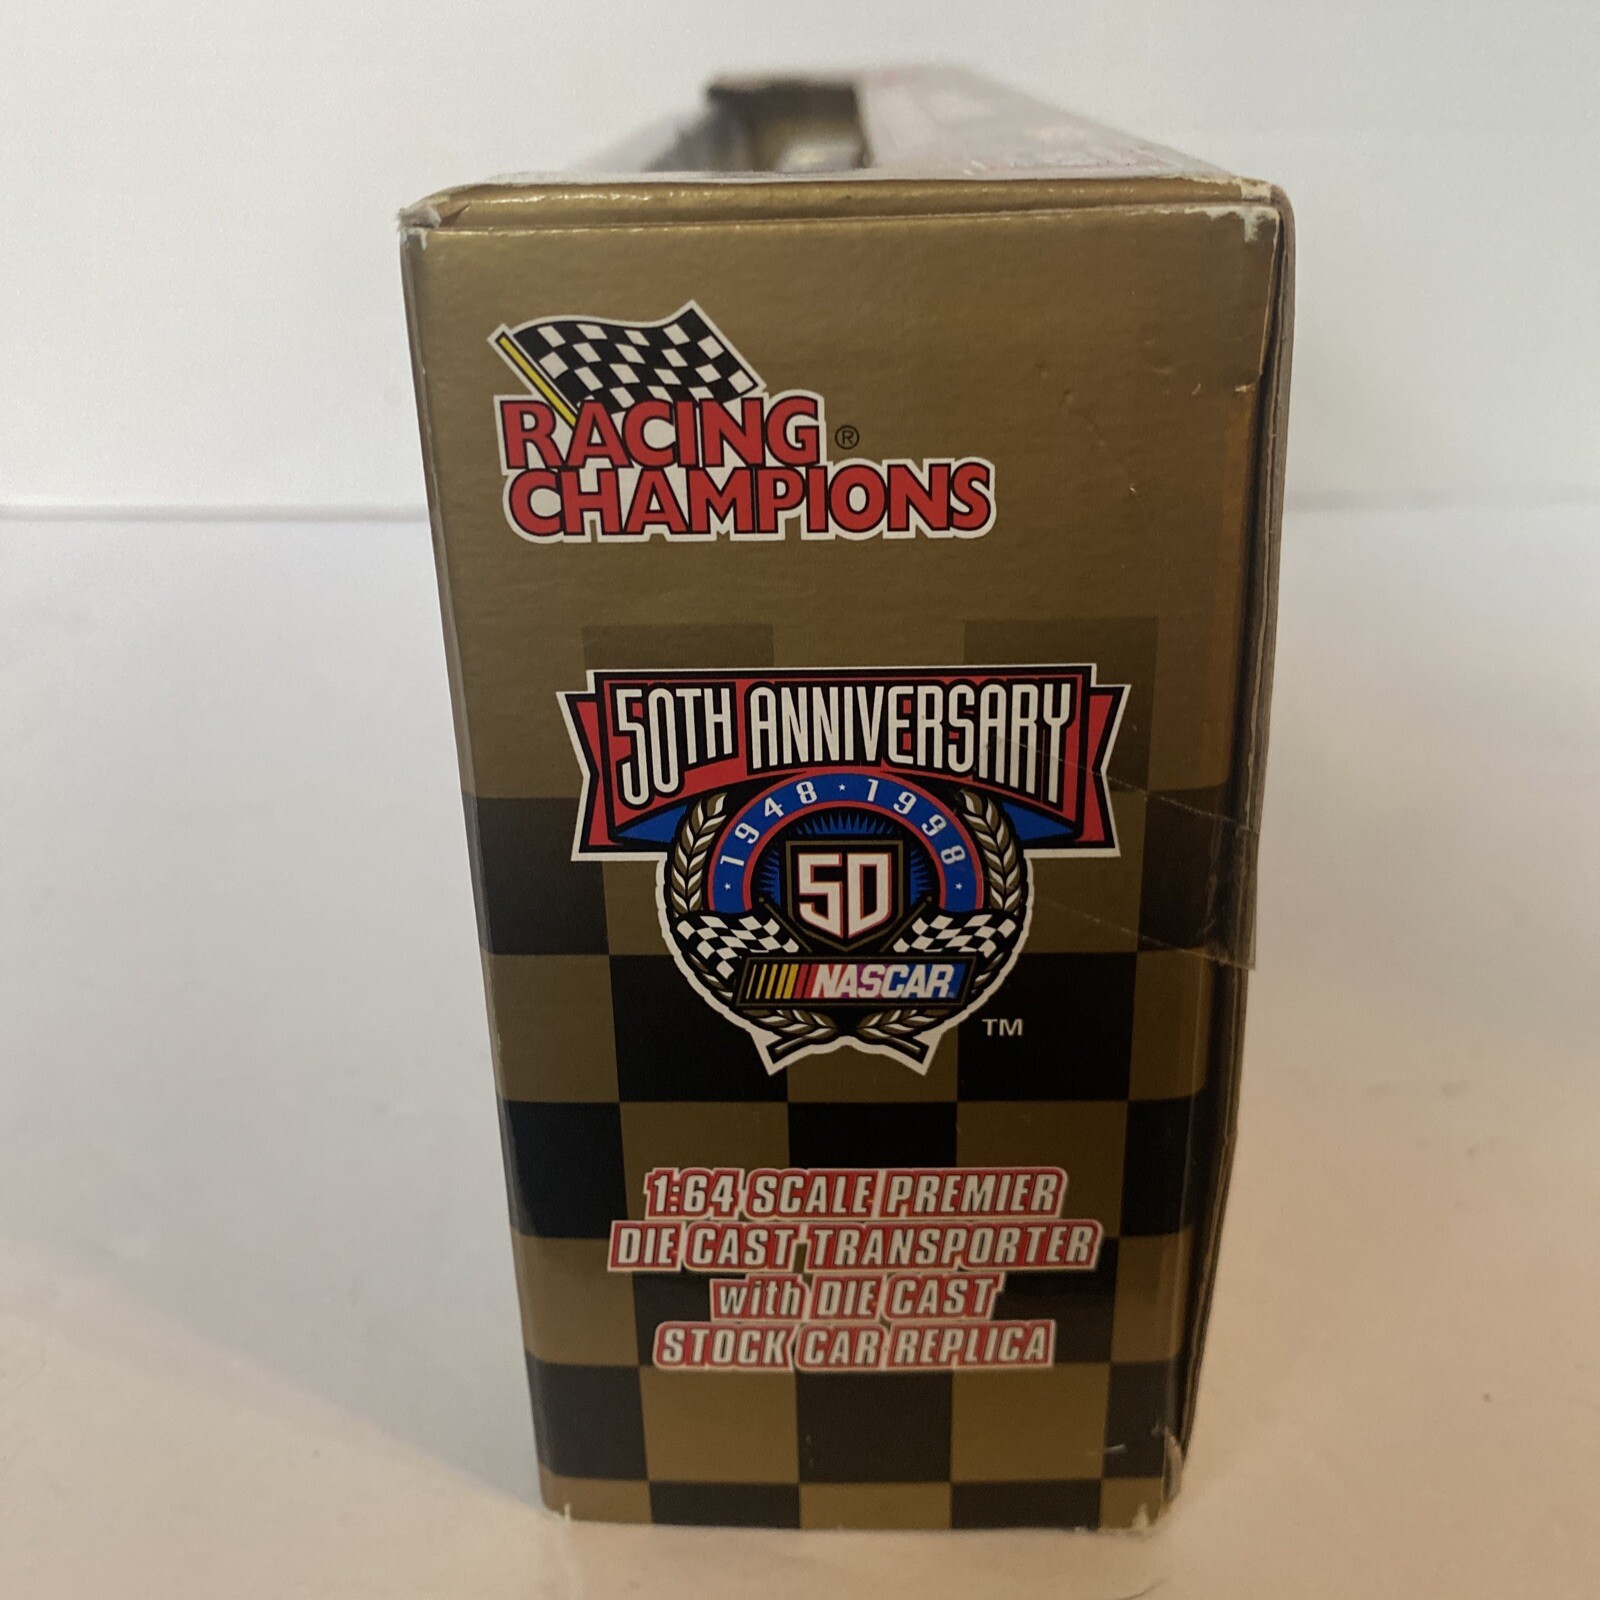 RACING ®
CHAMPIONS
50TH ANNIVERSARY
1948 · 1998
50
NASCAR
TM
1:64 SCALE PREMIER
DIE CAST TRANSPORTER
with DIE CAST
STOCK CAR REPLICA